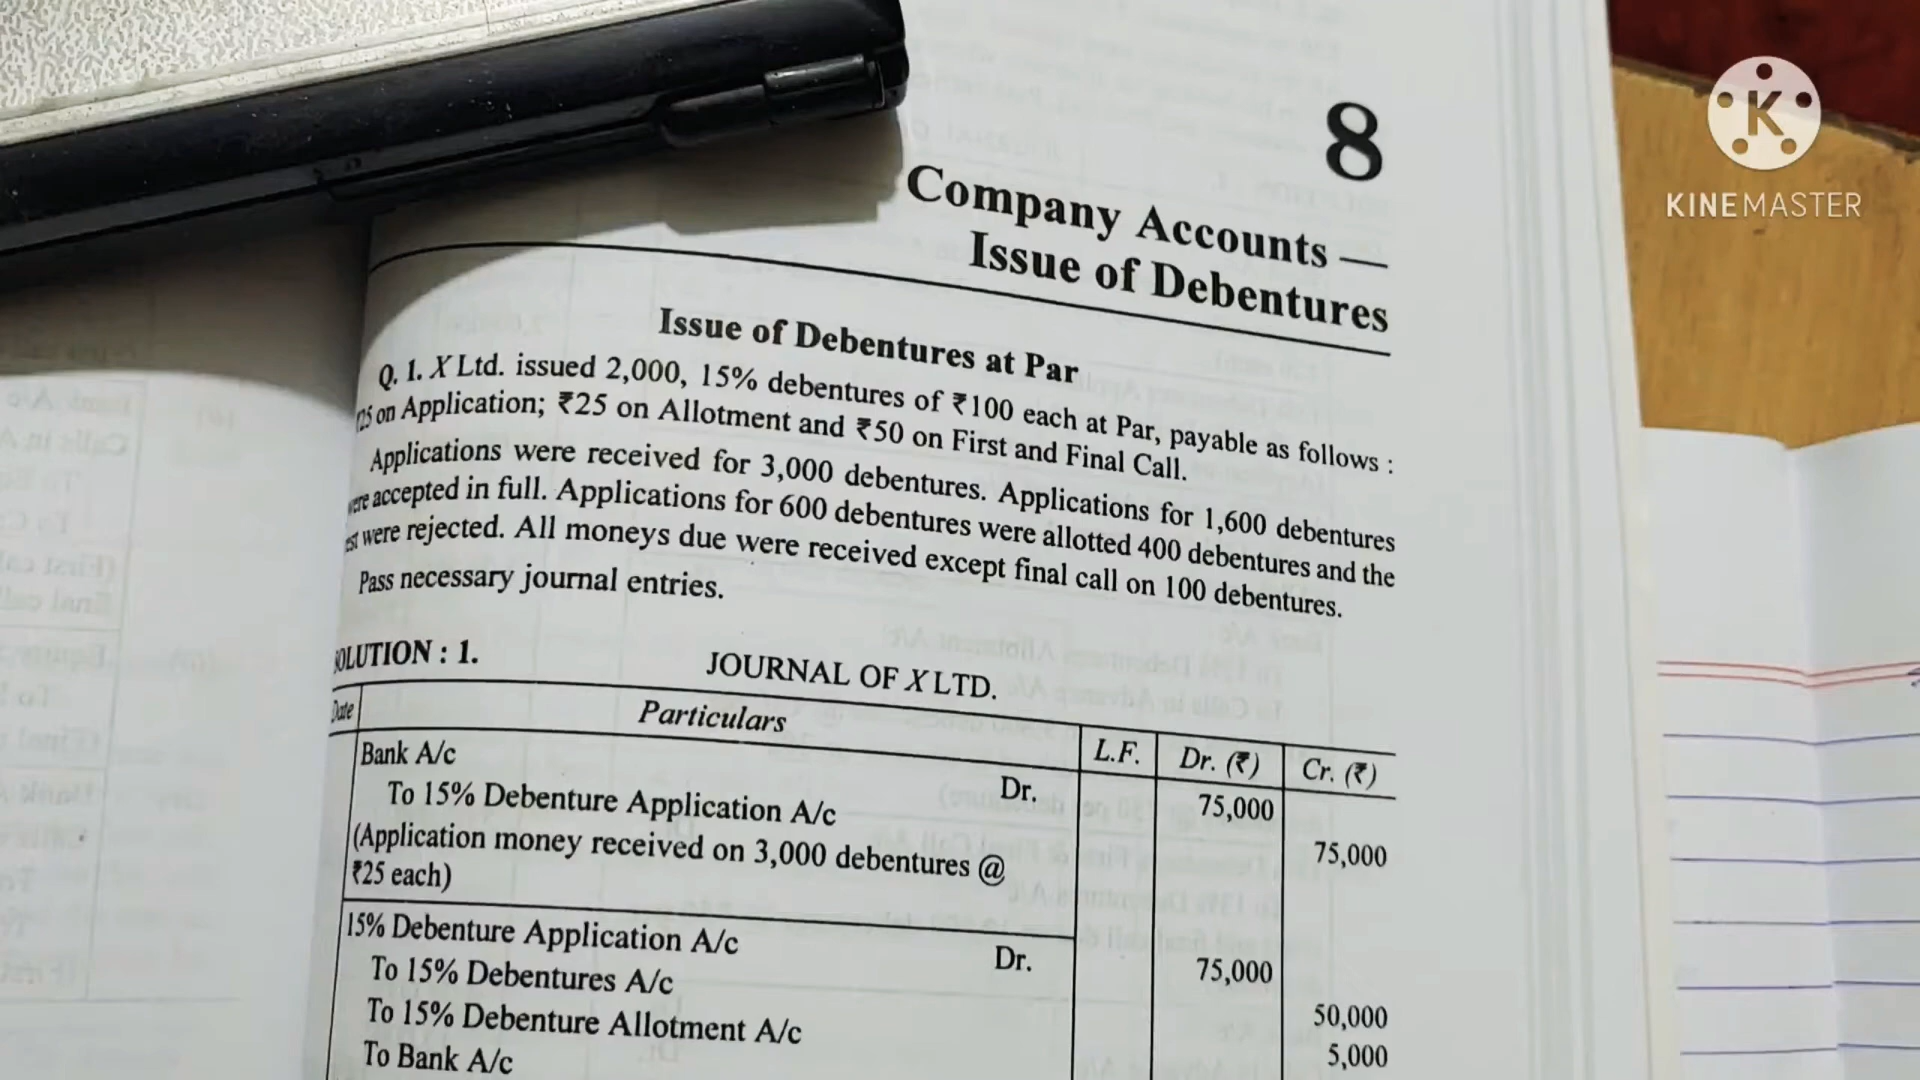 8
Company Accounts —
Issue of Debentures
Issue of Debentures at Par
Q. 1. X Ltd. issued 2,000, 15% debentures of ₹100 each at Par, payable as follows :
₹25 on Application; ₹25 on Allotment and ₹50 on First and Final Call.
Applications were received for 3,000 debentures. Applications for 1,600 debentures
were accepted in full. Applications for 600 debentures were allotted 400 debentures and the
rest were rejected. All moneys due were received except final call on 100 debentures.
Pass necessary journal entries.
SOLUTION : 1. JOURNAL OF X LTD.
Date Particulars L.F. Dr. (₹) Cr. (₹)
Bank A/c Dr. 75,000
To 15% Debenture Application A/c 75,000
(Application money received on 3,000 debentures @
₹25 each)
15% Debenture Application A/c Dr. 75,000
To 15% Debentures A/c 50,000
To 15% Debenture Allotment A/c 5,000
To Bank A/c
K
KINEMASTER